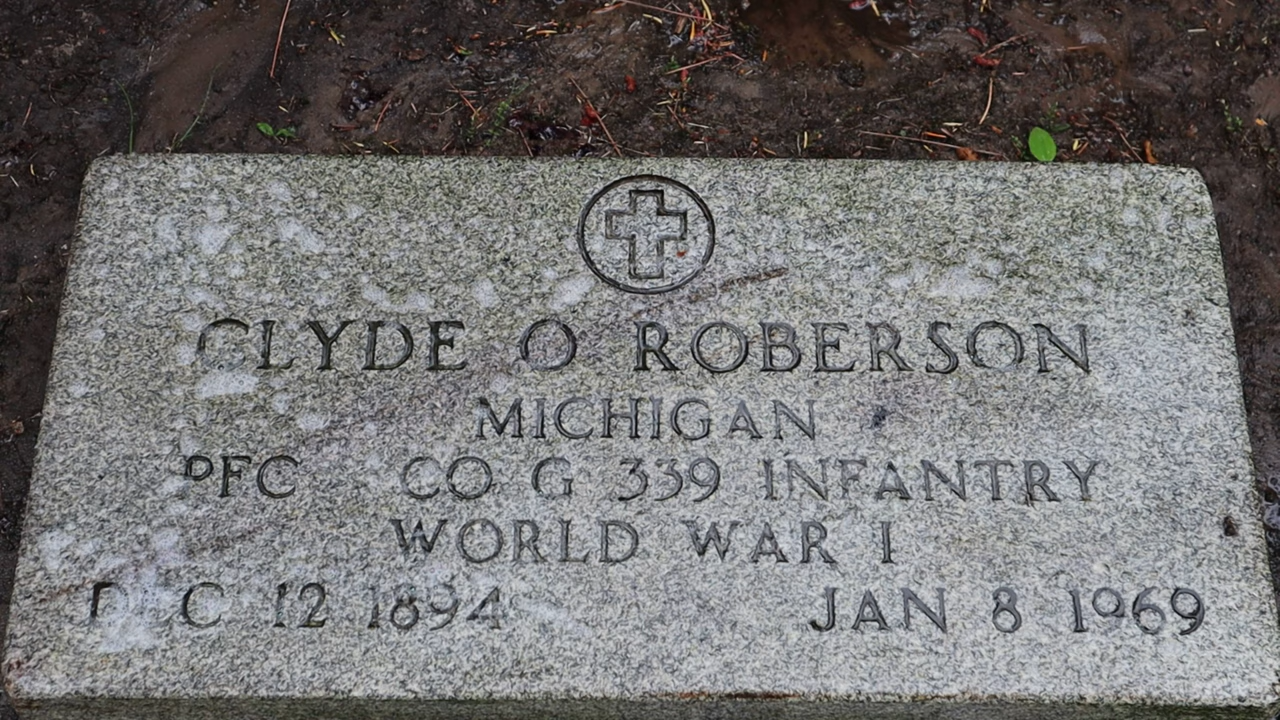 CLYDE O ROBERSON
MICHIGAN
PFC CO G 339 INFANTRY
WORLD WAR I
DEC 12 1894 JAN 8 1969